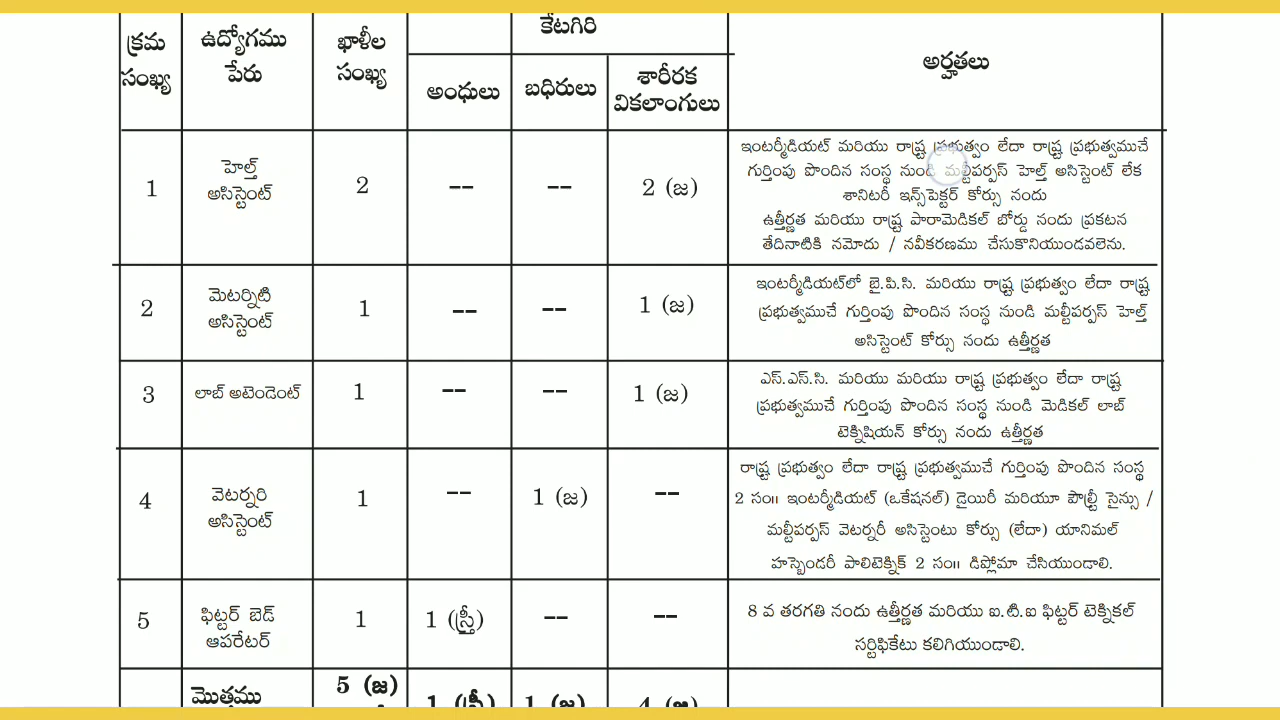 కేటగిరి
క్రమ సంఖ్య
ఉద్యోగము పేరు
ఖాళీల సంఖ్య
అంధులు
బధిరులు
శారీరక వికలాంగులు
అర్హతలు
1
హెల్త్
అసిస్టెంట్
2
--
--
2 (జ)
ఇంటర్మీడియట్ మరియు రాష్ట్ర ప్రభుత్వం లేదా రాష్ట్ర ప్రభుత్వముచే
గుర్తింపు పొందిన సంస్థ నుండి మల్టీపర్పస్ హెల్త్ అసిస్టెంట్ లేక
శానిటరీ ఇన్‌స్‌పెక్టర్ కోర్సు నందు
ఉత్తీర్ణత మరియు రాష్ట్ర పారామెడికల్ బోర్డు నందు ప్రకటన
తేదినాటికి నమోదు / నవీకరణము చేసుకొనియుండవలెను.
2
మెటర్నిటి
అసిస్టెంట్
1
--
--
1 (జ)
ఇంటర్మీడియట్‌లో బై.పి.సి. మరియు రాష్ట్ర ప్రభుత్వం లేదా రాష్ట్ర
ప్రభుత్వముచే గుర్తింపు పొందిన సంస్థ నుండి మల్టీపర్పస్ హెల్త్
అసిస్టెంట్ కోర్సు నందు ఉత్తీర్ణత
3
లాబ్ అటెండెంట్
1
--
--
1 (జ)
ఎస్.ఎస్.సి. మరియు మరియు రాష్ట్ర ప్రభుత్వం లేదా రాష్ట్ర
ప్రభుత్వముచే గుర్తింపు పొందిన సంస్థ నుండి మెడికల్ లాబ్
టెక్నిషియన్ కోర్సు నందు ఉత్తీర్ణత
4
వెటర్నరి
అసిస్టెంట్
1
--
1 (జ)
--
రాష్ట్ర ప్రభుత్వం లేదా రాష్ట్ర ప్రభుత్వముచే గుర్తింపు పొందిన సంస్థ
2 సం॥ ఇంటర్మీడియట్ (ఒకేషనల్) డైయిరీ మరియూ పౌల్ట్రీ సైన్సు /
మల్టీపర్పస్ వెటర్నరీ అసిస్టెంటు కోర్సు (లేదా) యానిమల్
హస్బెండరీ పాలిటెక్నిక్ 2 సం॥ డిప్లోమా చేసియుండాలి.
5
ఫిట్టర్ బెడ్
ఆపరేటర్
1
1 (స్త్రీ)
--
--
8 వ తరగతి నందు ఉత్తీర్ణత మరియు ఐ.టి.ఐ ఫిట్టర్ టెక్నికల్
సర్టిఫికేటు కలిగియుండాలి.
మొత్తము
5 (జ)
1 (స్త్రీ)
1 (జ)
4 (జ)